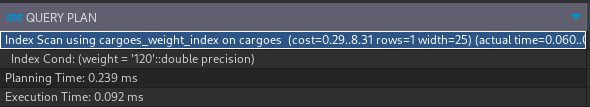 ABC QUERY PLAN
Index Scan using cargoes_weight_index on cargoes (cost=0.29..8.31 rows=1 width=25) (actual time=0.060..
Index Cond: (weight = '120'::double precision)
Planning Time: 0.239 ms
Execution Time: 0.092 ms